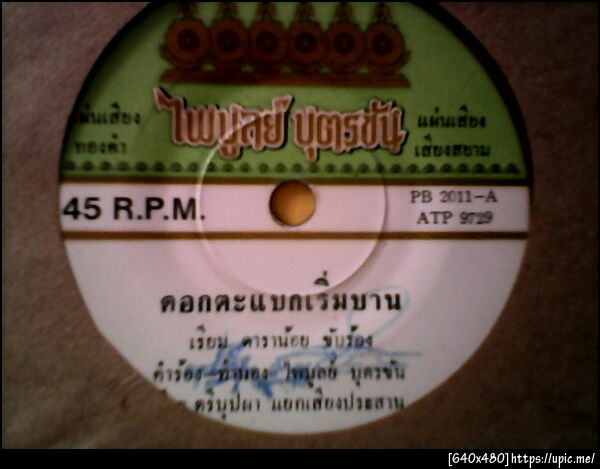 ไพบูลย์ บุตรขัน
แผ่นเสียง
ทองคำ
แผ่นเสียง
เสียงสยาม
45 R.P.M.
PB 2011-A
ATP 9729
ดอกตะแบกเริ่มบาน
เรียม ดาราน้อย ขับร้อง
คำร้อง-ทำนอง ไพบูลย์ บุตรขัน
ศรีบุปผา แยกเสียงประสาน
[640x480]https://upic.me/